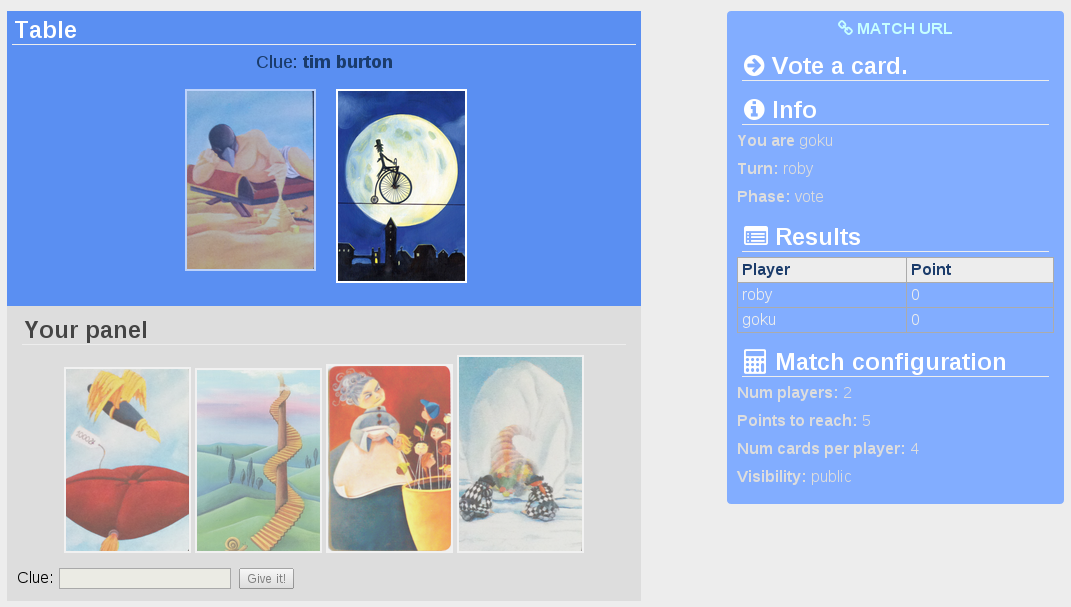 Table
Clue: tim burton
Your panel
Clue:
Give it!
MATCH URL
Vote a card.
Info
You are goku
Turn: roby
Phase: vote
Results
Player Point
roby 0
goku 0
Match configuration
Num players: 2
Points to reach: 5
Num cards per player: 4
Visibility: public